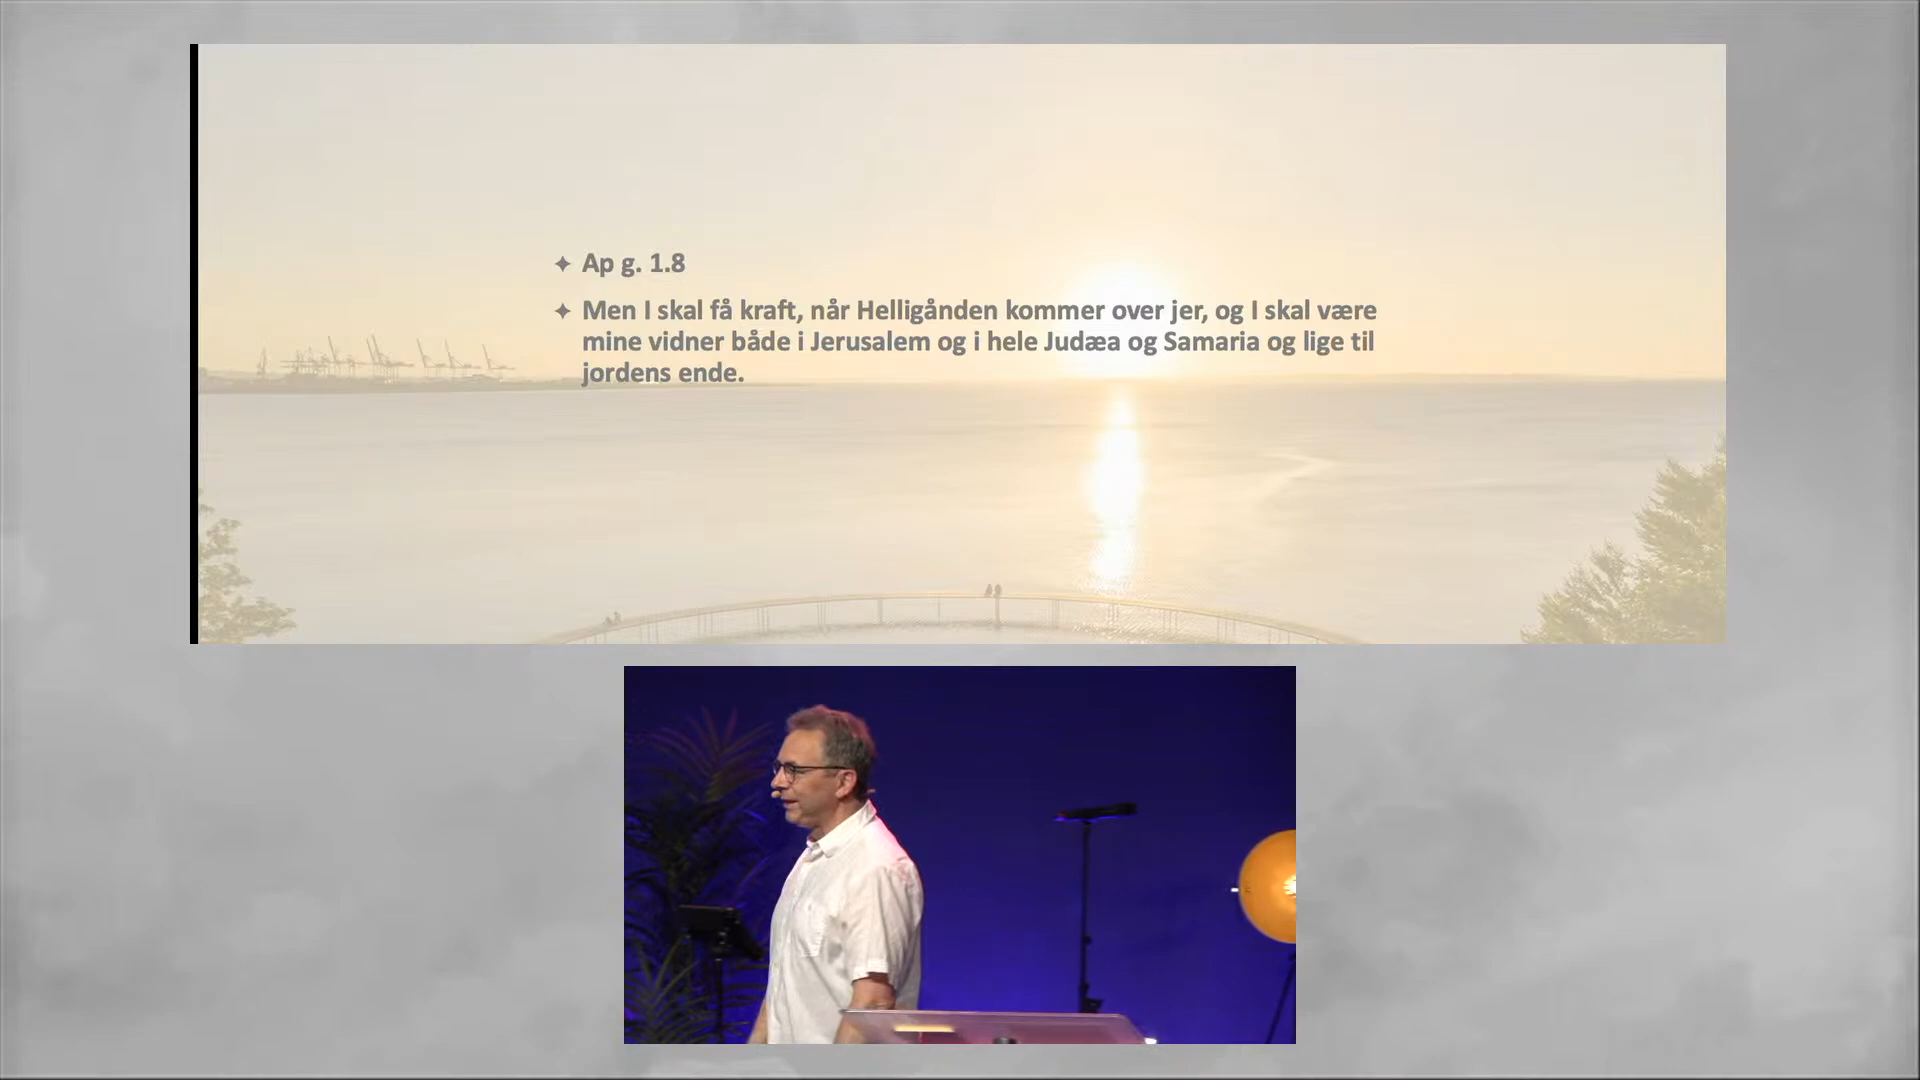 ✦ Ap g. 1.8
✦ Men I skal få kraft, når Helligånden kommer over jer, og I skal være
mine vidner både i Jerusalem og i hele Judæa og Samaria og lige til
jordens ende.